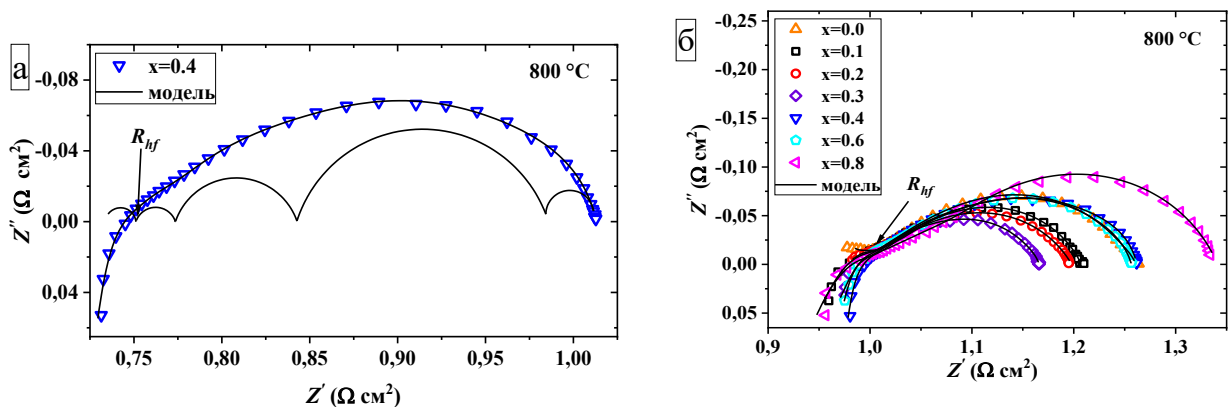 а
x=0.4
модель
800 °C
R_hf
-0,08
-0,04
0,00
0,04
Z'' (Ω см²)
0,75
0,80
0,85
0,90
0,95
1,00
Z' (Ω см²)
б
x=0.0
x=0.1
x=0.2
x=0.3
x=0.4
x=0.6
x=0.8
модель
800 °C
R_hf
-0,25
-0,20
-0,15
-0,10
-0,05
0,00
0,05
Z'' (Ω см²)
0,9
1,0
1,1
1,2
1,3
Z' (Ω см²)